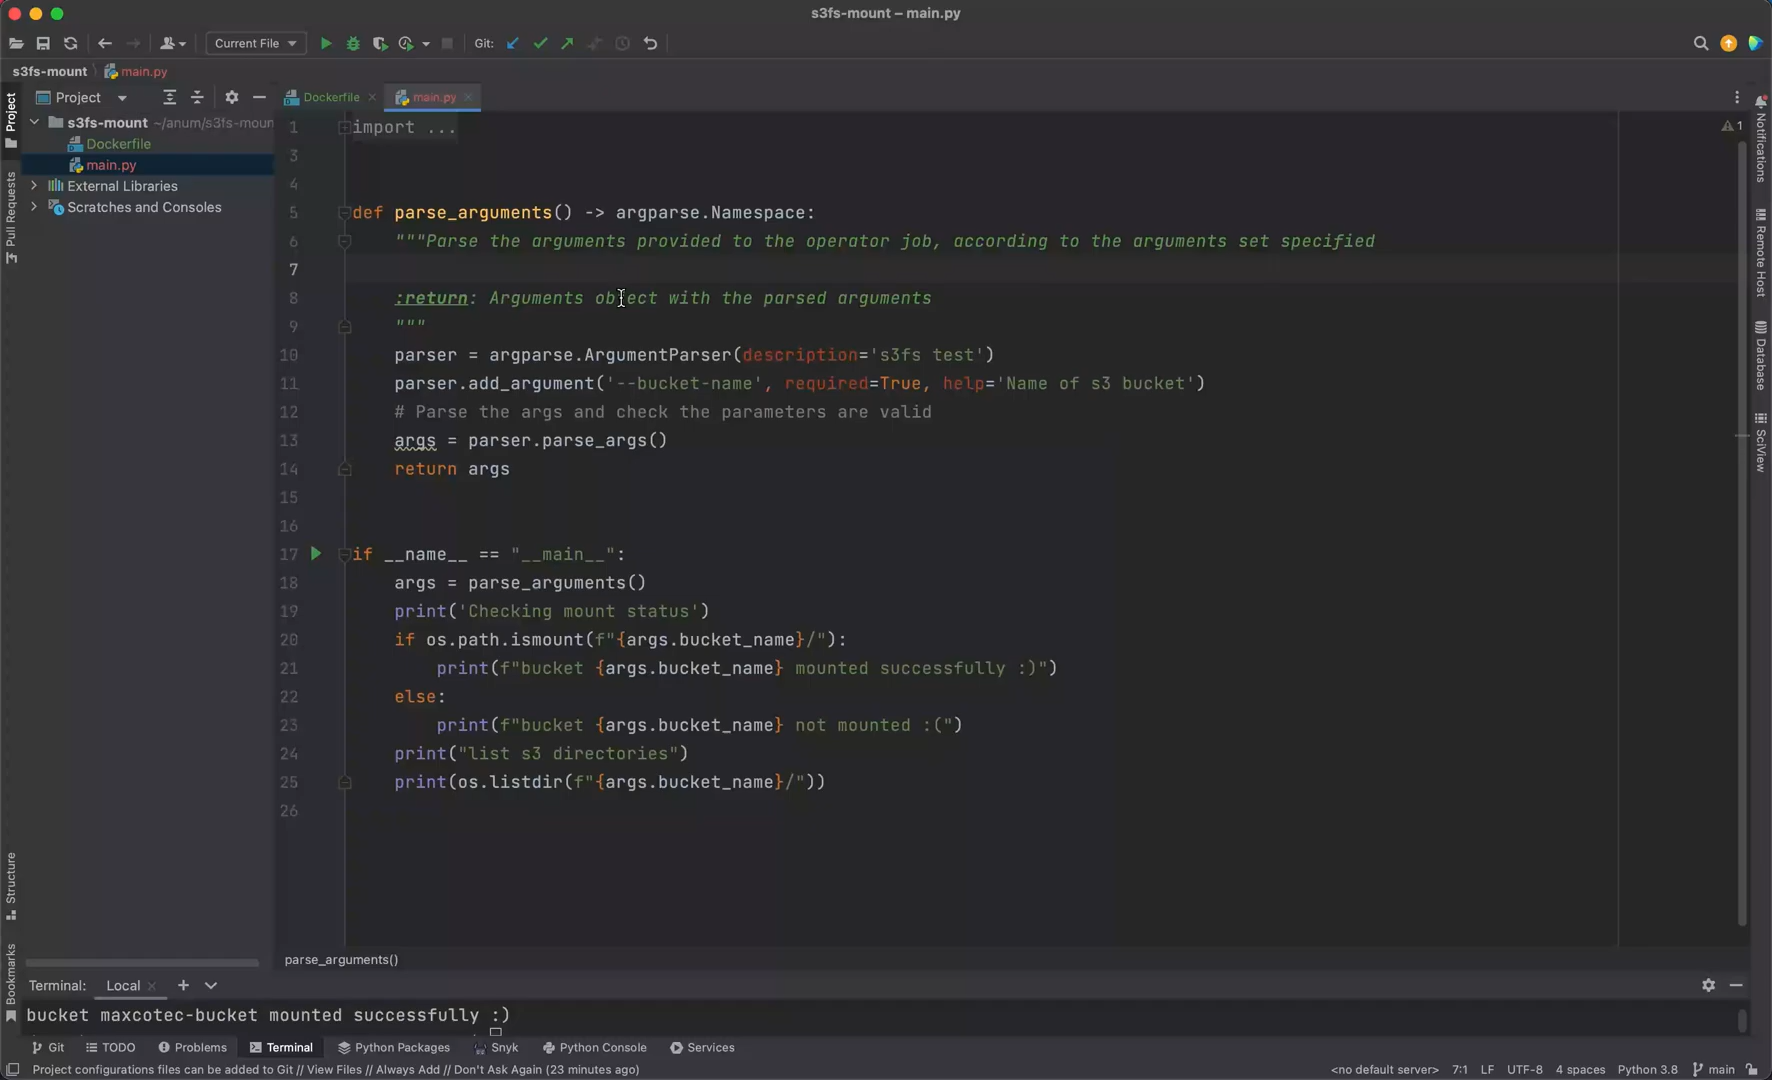 s3fs-mount – main.py
Current File
Git:
s3fs-mount
main.py
Project
Project
s3fs-mount ~/anum/s3fs-moun
Dockerfile
main.py
External Libraries
Scratches and Consoles
Pull Requests
Structure
Bookmarks
Dockerfile
main.py
1 import ...
3
4
5 def parse_arguments() -> argparse.Namespace:
6 """Parse the arguments provided to the operator job, according to the arguments set specified
7
8 :return: Arguments object with the parsed arguments
9 """
10 parser = argparse.ArgumentParser(description='s3fs test')
11 parser.add_argument('--bucket-name', required=True, help='Name of s3 bucket')
12 # Parse the args and check the parameters are valid
13 args = parser.parse_args()
14 return args
15
16
17 if __name__ == "__main__":
18 args = parse_arguments()
19 print('Checking mount status')
20 if os.path.ismount(f"{args.bucket_name}/"):
21 print(f"bucket {args.bucket_name} mounted successfully :)")
22 else:
23 print(f"bucket {args.bucket_name} not mounted :(")
24 print("list s3 directories")
25 print(os.listdir(f"{args.bucket_name}/"))
26
1
Notifications
Remote Host
Database
SciView
parse_arguments()
Terminal: Local
bucket maxcotec-bucket mounted successfully :)
Git TODO Problems Terminal Python Packages Snyk Python Console Services
Project configurations files can be added to Git // View Files // Always Add // Don't Ask Again (23 minutes ago)
<no default server> 7:1 LF UTF-8 4 spaces Python 3.8 main